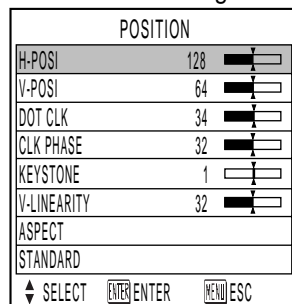 POSITION
H-POSI 128
V-POSI 64
DOT CLK 34
CLK PHASE 32
KEYSTONE 1
V-LINEARITY 32
ASPECT
STANDARD
SELECT ENTER ENTER MENU ESC